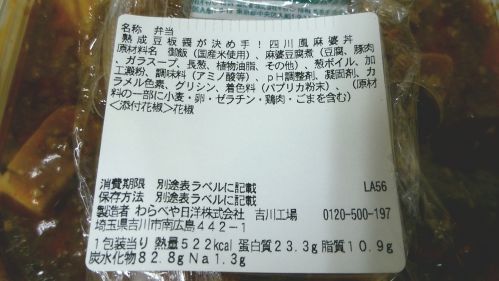 名称 弁当
熟成豆板醤が決め手！四川風麻婆丼
原材料名 御飯（国産米使用）、麻婆豆腐煮（豆腐、豚肉
、ガラスープ、長葱、植物油脂、その他）、葱ボイル、加
工澱粉、調味料（アミノ酸等）、ｐＨ調整剤、凝固剤、カ
ラメル色素、グリシン、着色料（パプリカ粉末）、（原材
料の一部に小麦・卵・ゼラチン・鶏肉・ごまを含む）
＜添付花椒＞花椒
消費期限 別途表ラベルに記載 LA56
保存方法 別途表ラベルに記載
製造者 わらべや日洋株式会社 吉川工場 0120-500-197
埼玉県吉川市南広島４４２－１
１包装当り 熱量５２２kcal 蛋白質２３.３g 脂質１０.９g
炭水化物８２.８g Ｎａ１.３g